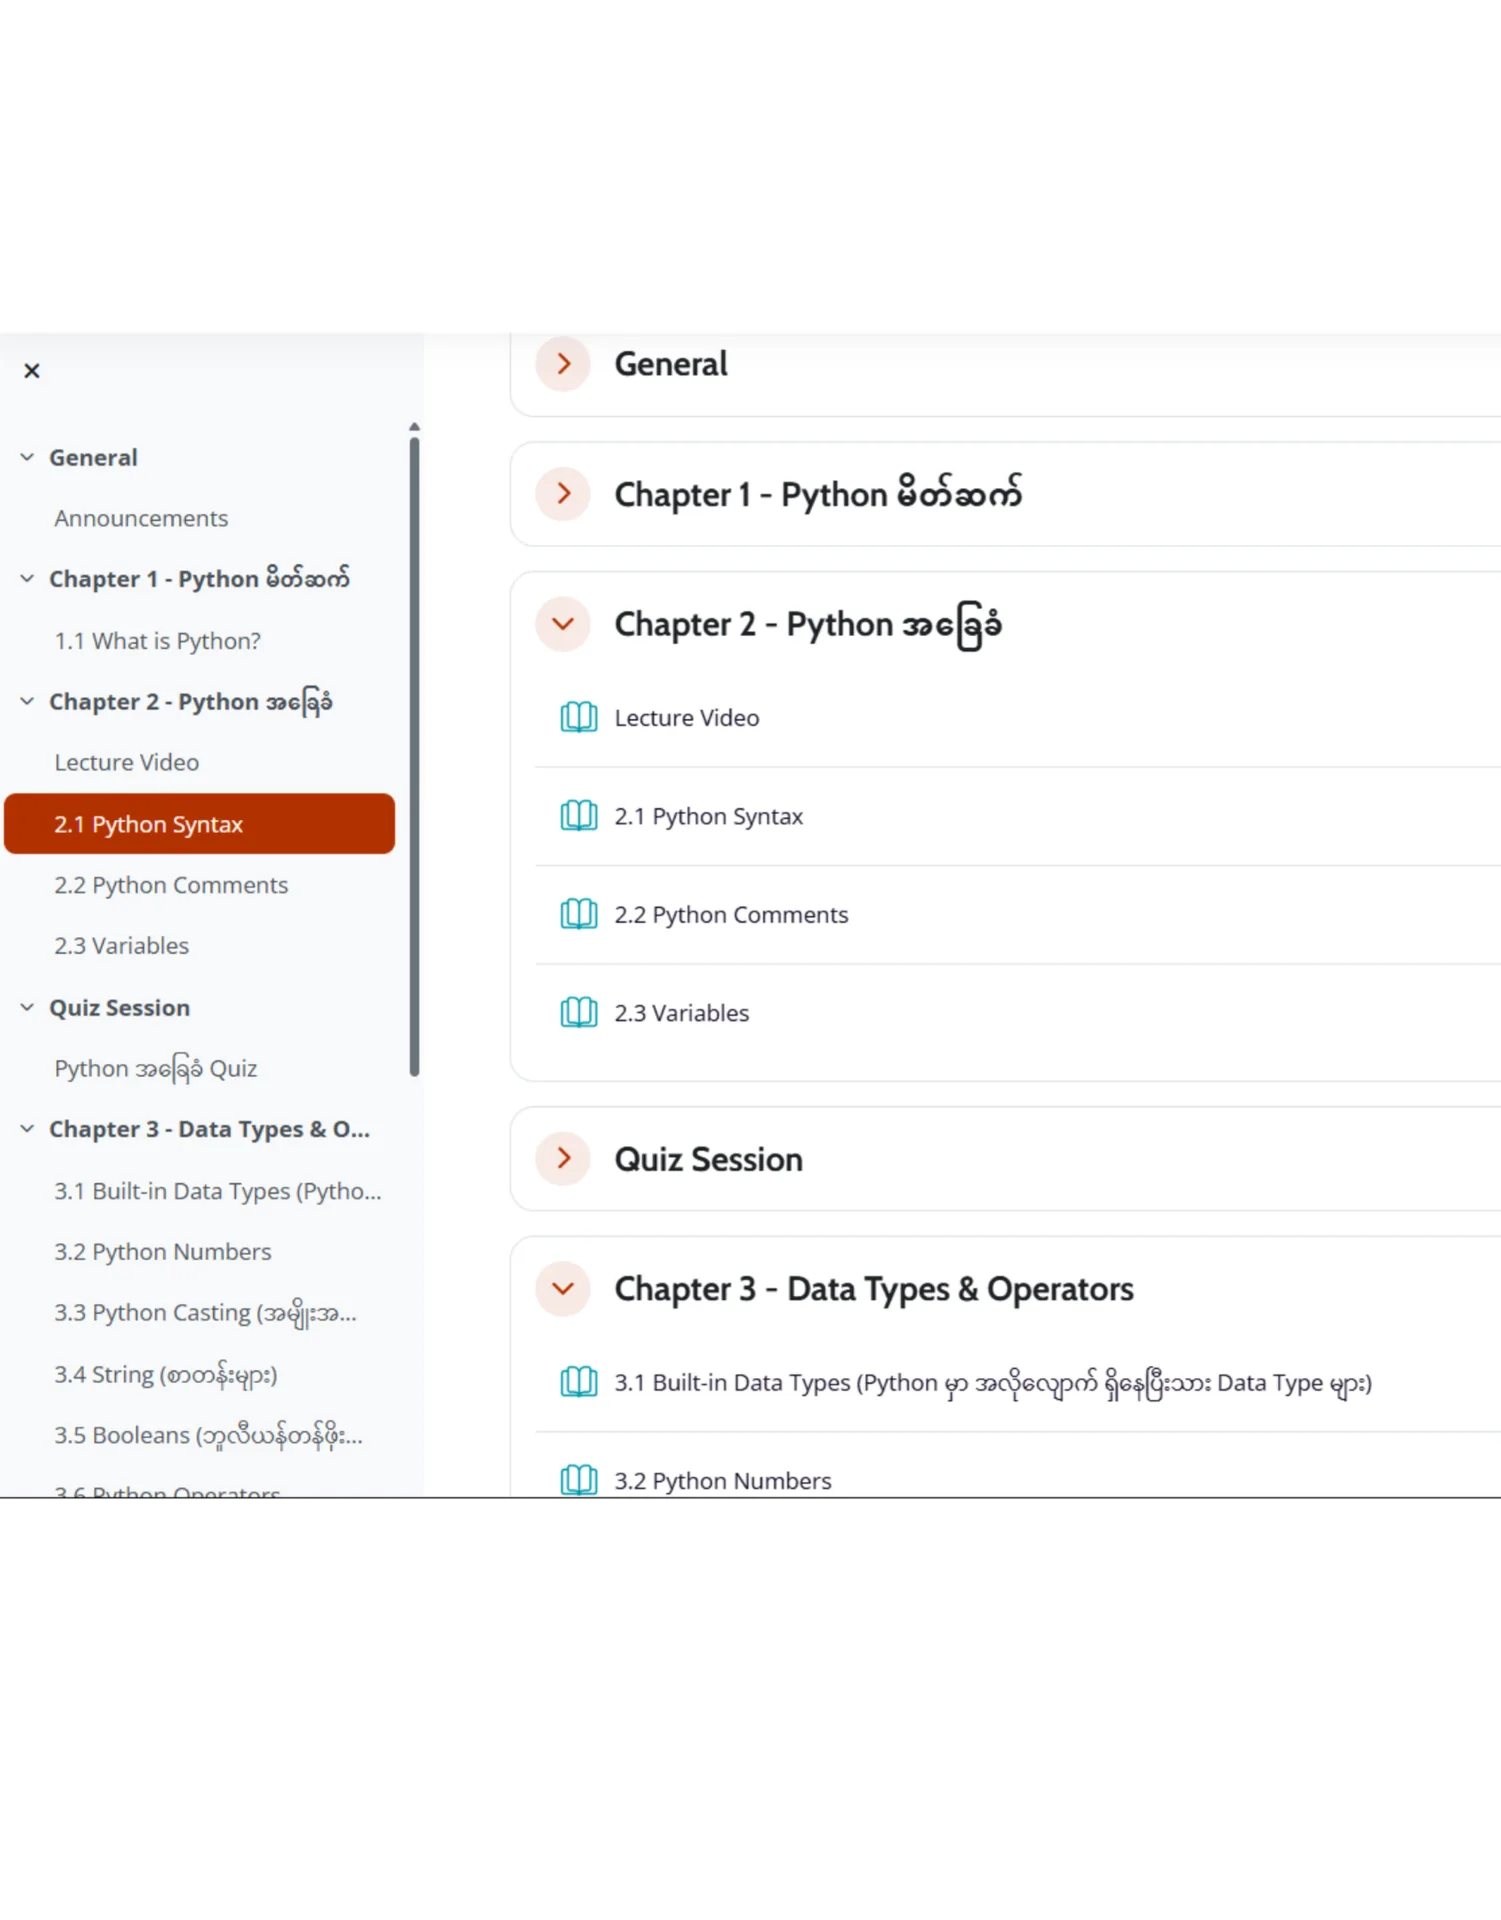 General
Announcements
Chapter 1 - Python မိတ်ဆက်
1.1 What is Python?
Chapter 2 - Python အခြေခံ
Lecture Video
2.1 Python Syntax
2.2 Python Comments
2.3 Variables
Quiz Session
Python အခြေခံ Quiz
Chapter 3 - Data Types & O...
3.1 Built-in Data Types (Pytho...
3.2 Python Numbers
3.3 Python Casting (အမျိုးအ...
3.4 String (စာတန်းများ)
3.5 Booleans (ဘူလီယန်တန်ဖိုး...
3.6 Python Operators
General
Chapter 1 - Python မိတ်ဆက်
Chapter 2 - Python အခြေခံ
Lecture Video
2.1 Python Syntax
2.2 Python Comments
2.3 Variables
Quiz Session
Chapter 3 - Data Types & Operators
3.1 Built-in Data Types (Python မှာ အလိုလျောက် ရှိနေပြီးသား Data Type များ)
3.2 Python Numbers